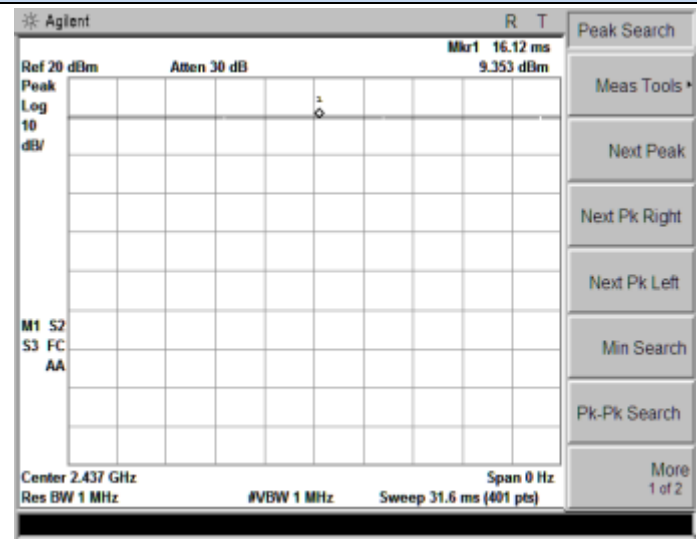 Agilent R T
Mkr1 16.12 ms
Ref 20 dBm Atten 30 dB 9.353 dBm
Peak
Log
10
dB/
1
M1 S2
S3 FC
AA
Center 2.437 GHz Span 0 Hz
Res BW 1 MHz #VBW 1 MHz Sweep 31.6 ms (401 pts)
Peak Search
Meas Tools
Next Peak
Next Pk Right
Next Pk Left
Min Search
Pk-Pk Search
More
1 of 2